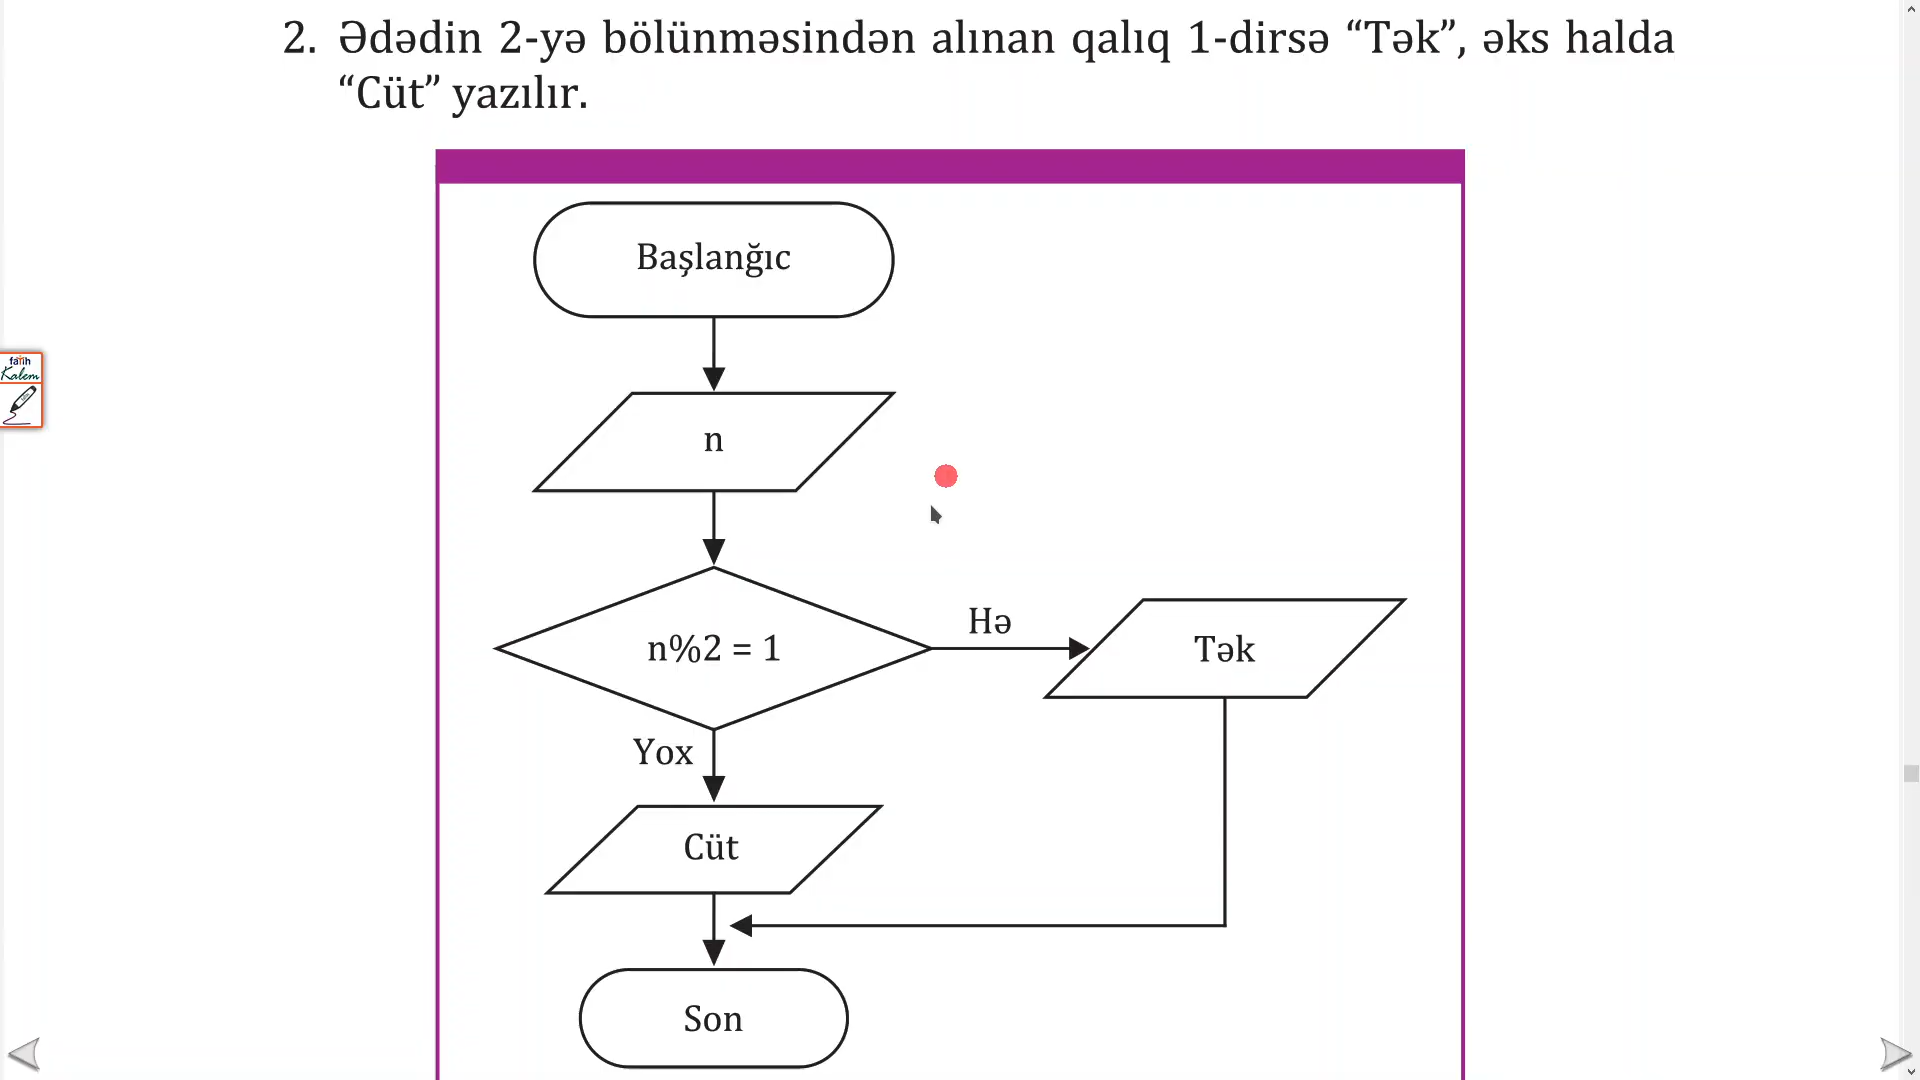 2. Ədədin 2-yə bölünməsindən alınan qalıq 1-dirsə “Tək”, əks halda
“Cüt” yazılır.
Başlanğıc
n
n%2 = 1
Hə
Tək
Yox
Cüt
Son
fatih
Kalem